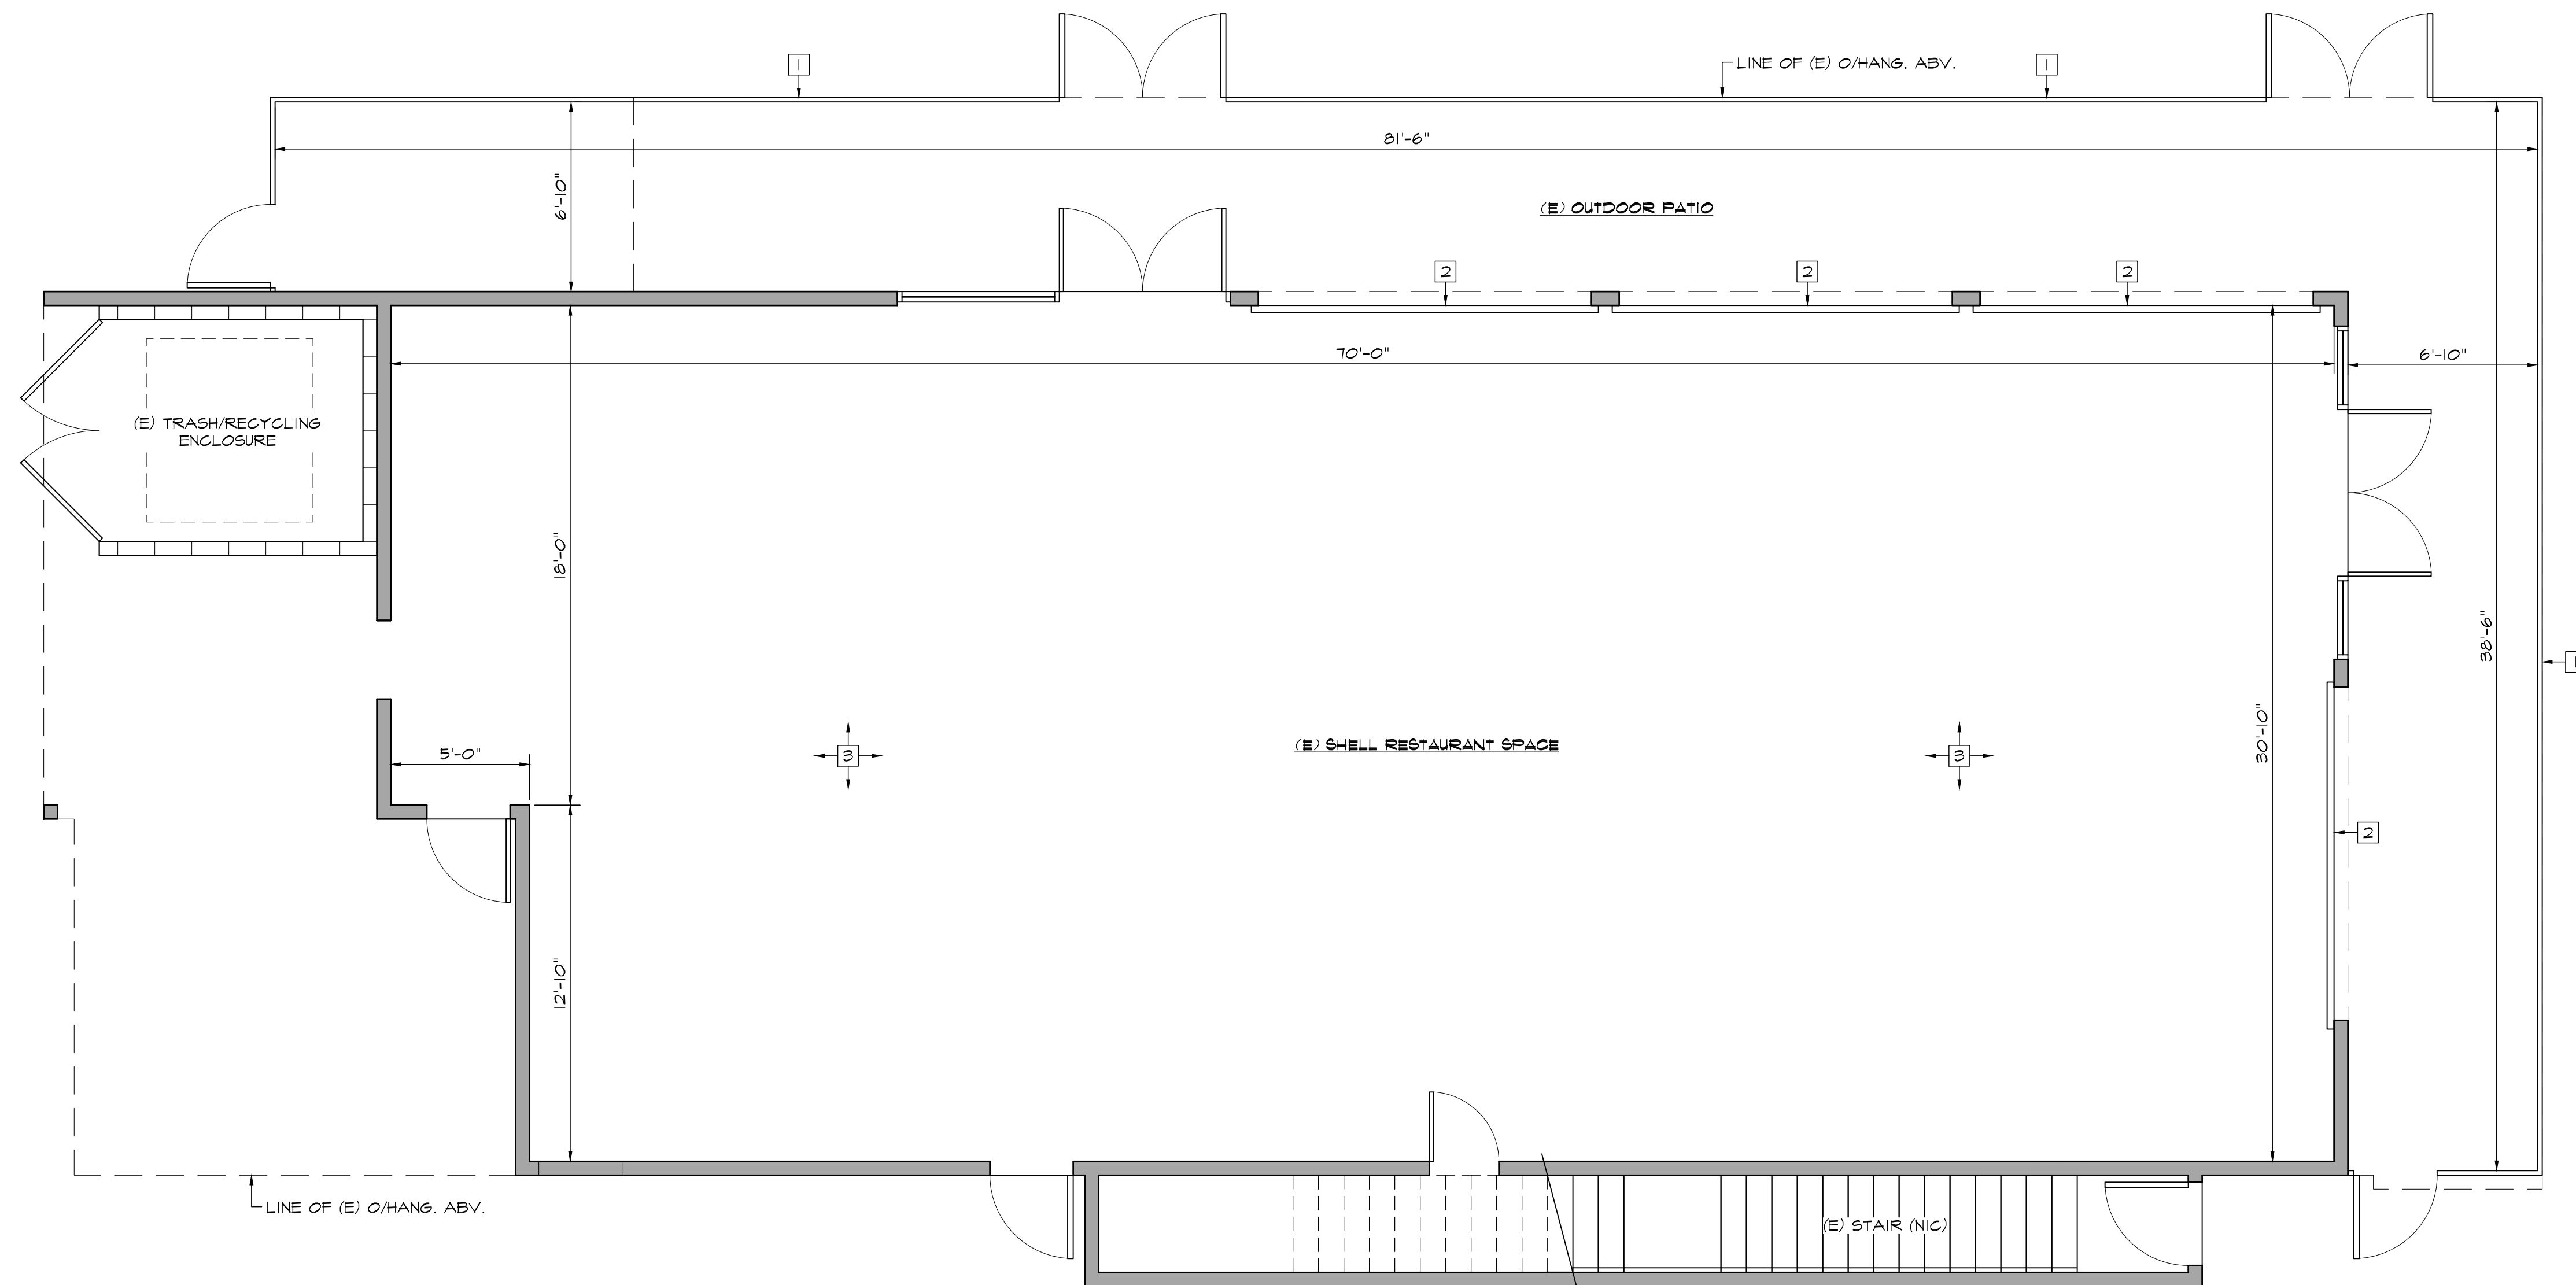 1
LINE OF (E) O/HANG. ABV.
1
81'-6"
6'-10"
(E) OUTDOOR PATIO
2
2
2
70'-0"
6'-10"
(E) TRASH/RECYCLING
ENCLOSURE
18'-0"
38'-6"
1
30'-10"
5'-0"
3
(E) SHELL RESTAURANT SPACE
3
2
12'-10"
LINE OF (E) O/HANG. ABV.
(E) STAIR (NIC)